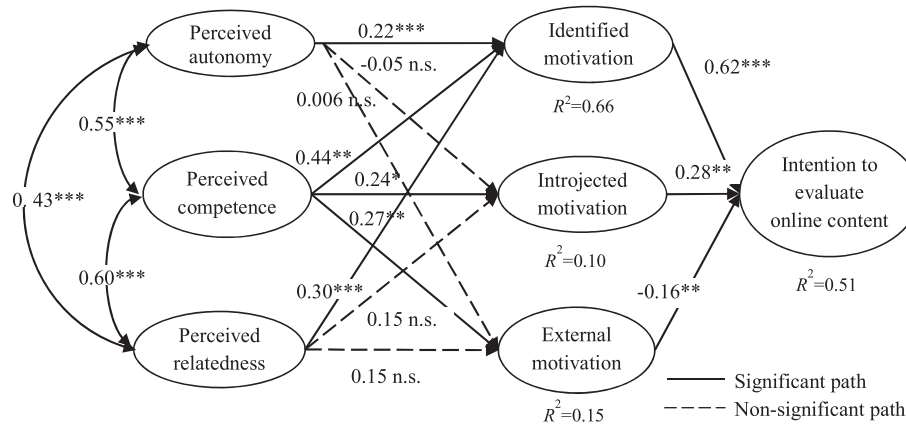 Perceived
autonomy
Perceived
competence
Perceived
relatedness
0.55***
0.43***
0.60***
0.22***
-0.05 n.s.
0.006 n.s.
0.44**
0.24*
0.27**
0.30***
0.15 n.s.
0.15 n.s.
Identified
motivation
R²=0.66
Introjected
motivation
R²=0.10
External
motivation
R²=0.15
0.62***
0.28**
-0.16**
Intention to
evaluate
online content
R²=0.51
Significant path
Non-significant path